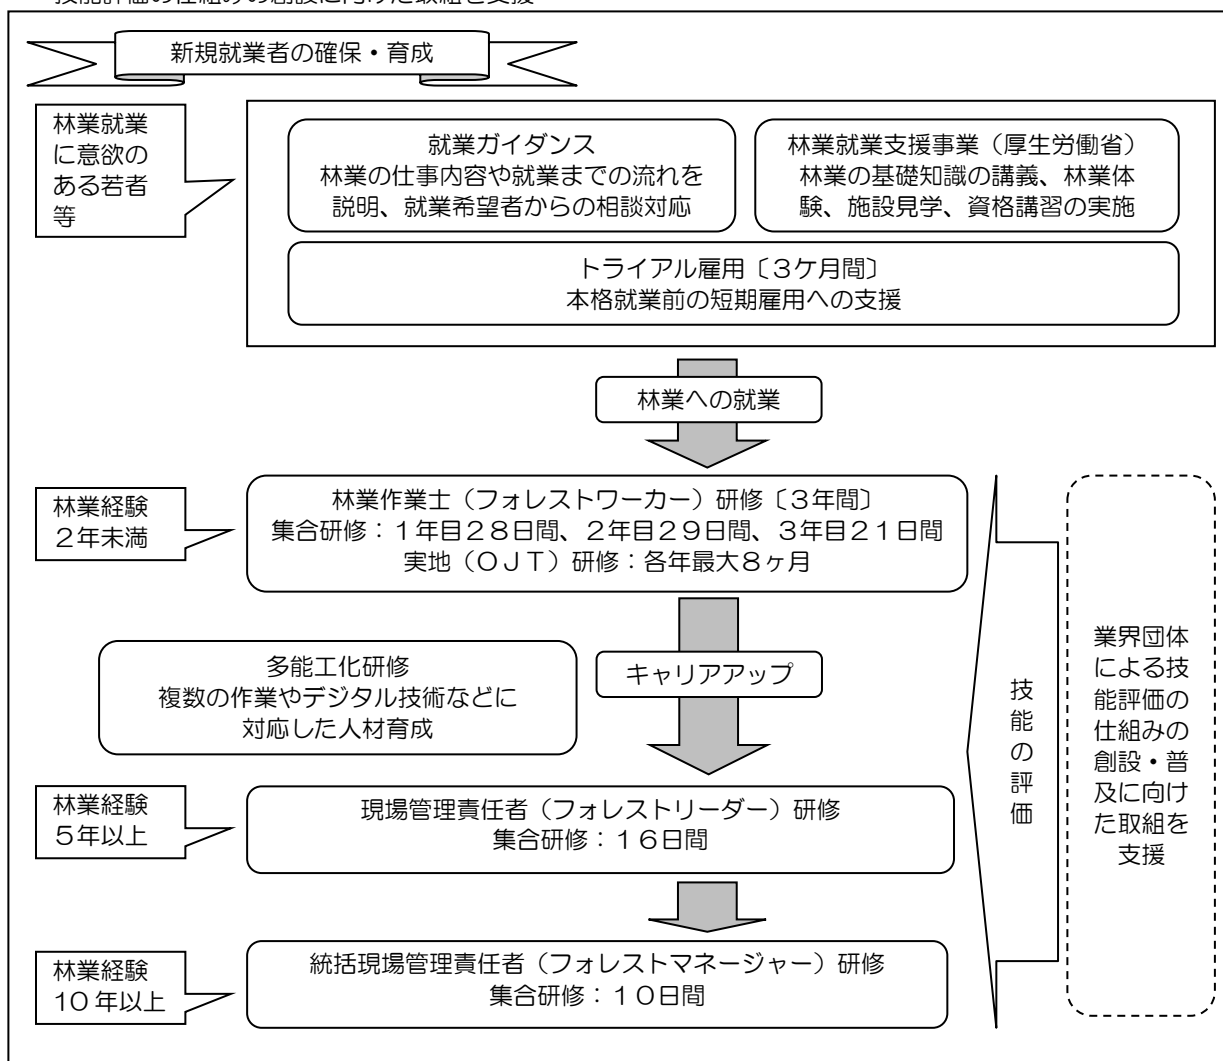 技能評価の仕組みの創設に向けた取組を支援
新規就業者の確保・育成
林業就業
に意欲の
ある若者
等
就業ガイダンス
林業の仕事内容や就業までの流れを
説明、就業希望者からの相談対応
林業就業支援事業（厚生労働省）
林業の基礎知識の講義、林業体
験、施設見学、資格講習の実施
トライアル雇用〔３ケ月間〕
本格就業前の短期雇用への支援
林業への就業
林業経験
２年未満
林業作業士（フォレストワーカー）研修〔３年間〕
集合研修：１年目２８日間、２年目２９日間、３年目２１日間
実地（ＯＪＴ）研修：各年最大８ヶ月
多能工化研修
複数の作業やデジタル技術などに
対応した人材育成
キャリアアップ
林業経験
５年以上
現場管理責任者（フォレストリーダー）研修
集合研修：１６日間
林業経験
10年以上
統括現場管理責任者（フォレストマネージャー）研修
集合研修：１０日間
技能の評価
業界団体
による技
能評価の
仕組みの
創設・普
及に向け
た取組を
支援